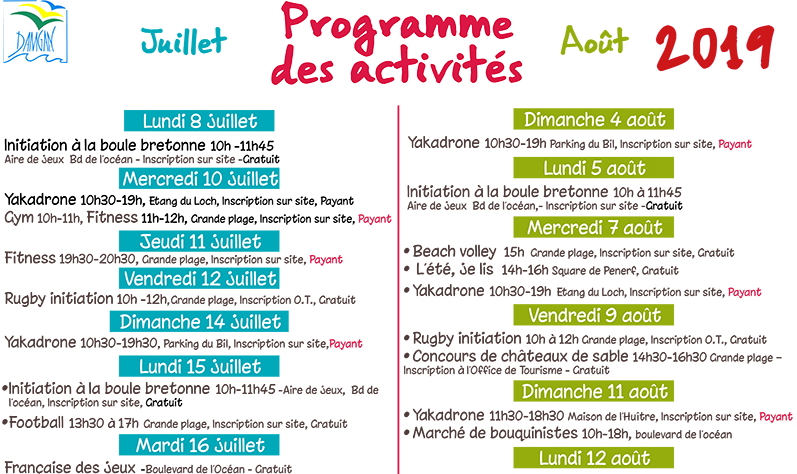 DAMGAN
Juillet
Programme
des activités
Août
2019
Lundi 8 Juillet
Initiation à la boule bretonne 10h -11h45
Aire de jeux Bd de l'océan - Inscription sur site -Gratuit
Mercredi 10 Juillet
Yakadrone 10h30-19h, Etang du Loch, Inscription sur site, Payant
Gym 10h-11h, Fitness 11h-12h, Grande plage, Inscription sur site, Payant
Jeudi 11 Juillet
Fitness 19h30-20h30, Grande plage, Inscription sur site, Payant
Vendredi 12 Juillet
Rugby initiation 10h -12h, Grande plage, Inscription O.T., Gratuit
Dimanche 14 Juillet
Yakadrone 10h30-19h30, Parking du Bil, Inscription sur site,Payant
Lundi 15 Juillet
•Initiation à la boule bretonne 10h-11h45 -Aire de Jeux, Bd de
l'océan, Inscription sur site, Gratuit
•Football 13h30 à 17h Grande plage, Inscription sur site, Gratuit
Mardi 16 Juillet
Française des Jeux -Boulevard de l'Océan - Gratuit
Dimanche 4 août
Yakadrone 10h30-19h Parking du Bil, Inscription sur site, Payant
Lundi 5 août
Initiation à la boule bretonne 10h à 11h45
Aire de jeux Bd de l'océan,- Inscription sur site -Gratuit
Mercredi 7 août
• Beach volley 15h Grande plage, Inscription sur site, Gratuit
• L'été, je lis 14h-16h Square de Penerf, Gratuit
• Yakadrone 10h30-19h Etang du Loch, Inscription sur site, Payant
Vendredi 9 août
• Rugby initiation 10h à 12h Grande plage, Inscription O.T., Gratuit
• Concours de châteaux de sable 14h30-16h30 Grande plage –
Inscription à l'Office de Tourisme - Gratuit
Dimanche 11 août
• Yakadrone 11h30-18h30 Maison de l'Huitre, Inscription sur site, Payant
• Marché de bouquinistes 10h-18h, boulevard de l'océan
Lundi 12 août